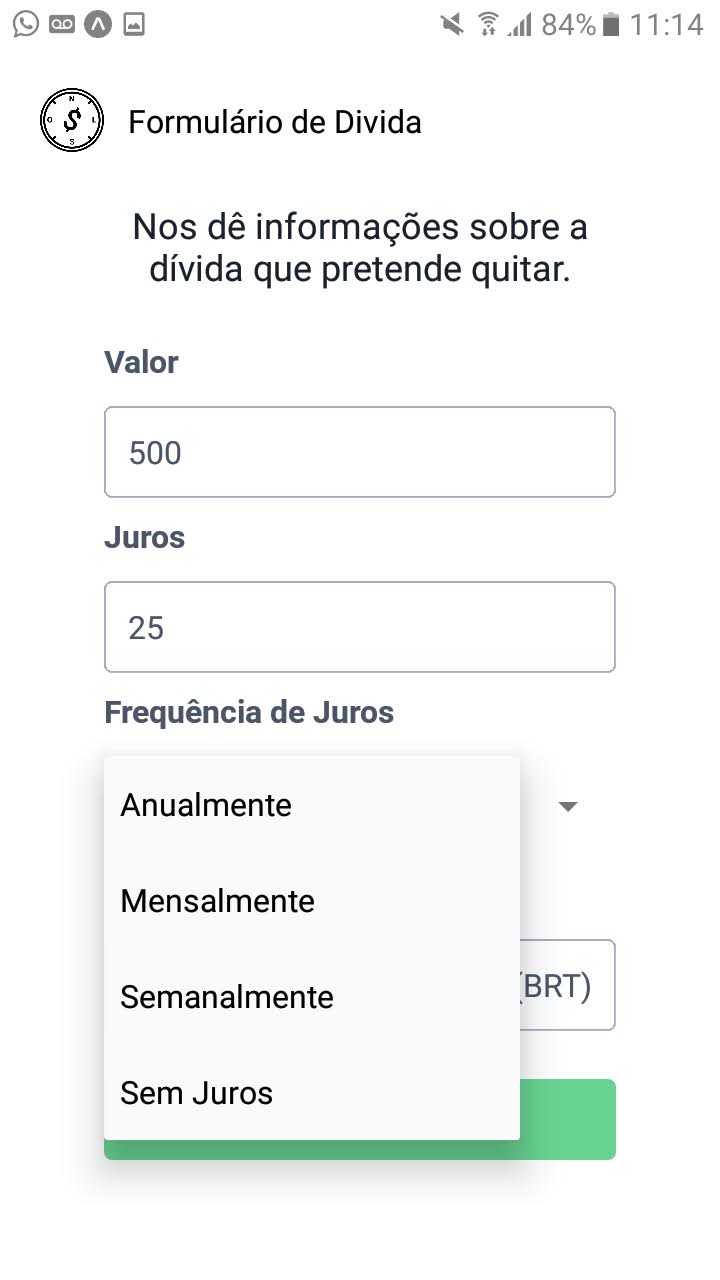 84% 11:14
N
O $ L
S
Formulário de Divida
Nos dê informações sobre a
dívida que pretende quitar.
Valor
500
Juros
25
Frequência de Juros
Anualmente
Mensalmente
Semanalmente
(BRT)
Sem Juros